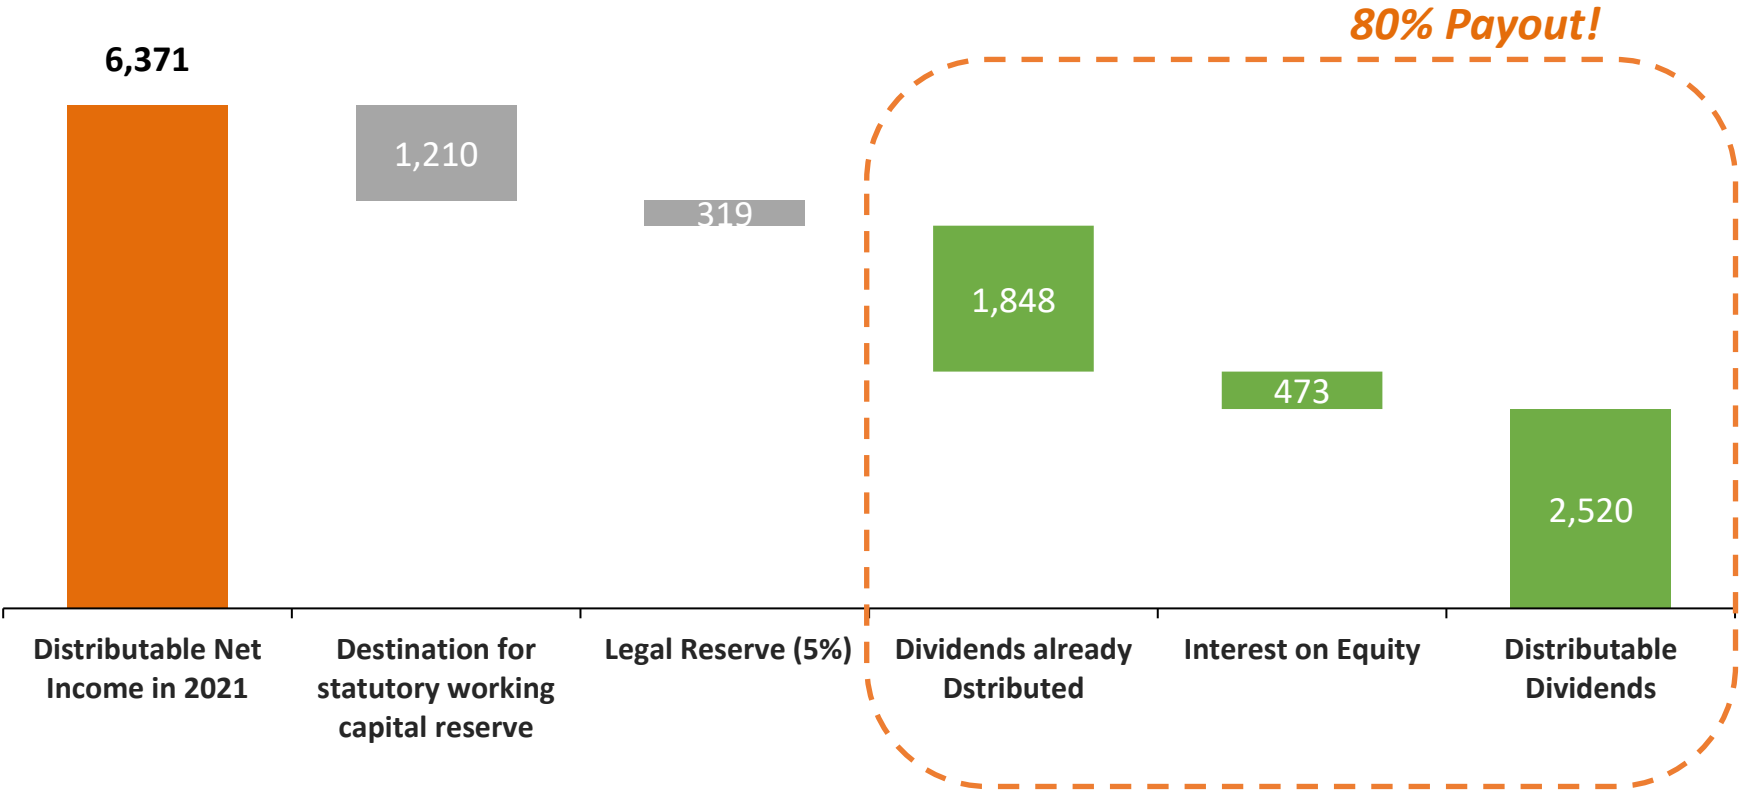 80% Payout!
6,371
1,210
319
1,848
473
2,520
Distributable Net
Income in 2021
Destination for
statutory working
capital reserve
Legal Reserve (5%)
Dividends already
Dstributed
Interest on Equity
Distributable
Dividends